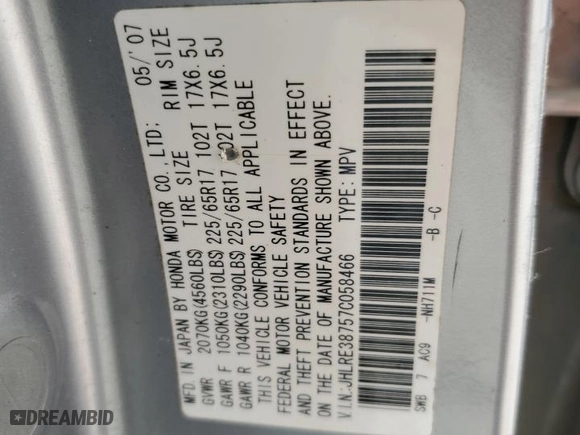 MFD. IN JAPAN BY HONDA MOTOR CO., LTD; 05/'07
GVWR 2070KG(4560LBS) TIRE SIZE RIM SIZE
GAWR F 1050KG(2310LBS) 225/65R17 102T 17X6.5J
GAWR R 1040KG(2290LBS) 225/65R17 102T 17X6.5J
THIS VEHICLE CONFORMS TO ALL APPLICABLE
FEDERAL MOTOR VEHICLE SAFETY
AND THEFT PREVENTION STANDARDS IN EFFECT
ON THE DATE OF MANUFACTURE SHOWN ABOVE.
V.I.N:JHLRE38757C058466 TYPE: MPV
SWB 7 AC9 -NH711M -B -C
DREAMBID